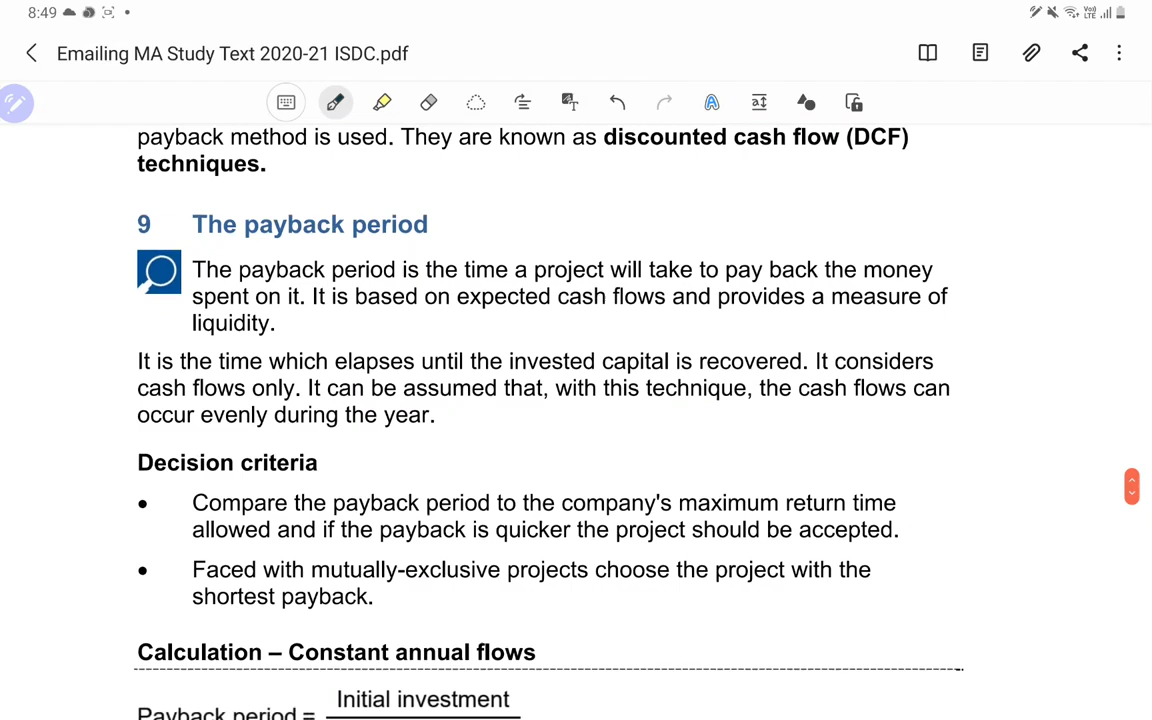 8:49
Emailing MA Study Text 2020-21 ISDC.pdf
payback method is used. They are known as discounted cash flow (DCF)
techniques.
9 The payback period
The payback period is the time a project will take to pay back the money
spent on it. It is based on expected cash flows and provides a measure of
liquidity.
It is the time which elapses until the invested capital is recovered. It considers
cash flows only. It can be assumed that, with this technique, the cash flows can
occur evenly during the year.
Decision criteria
• Compare the payback period to the company's maximum return time
allowed and if the payback is quicker the project should be accepted.
• Faced with mutually-exclusive projects choose the project with the
shortest payback.
Calculation – Constant annual flows
Initial investment
Payback period =